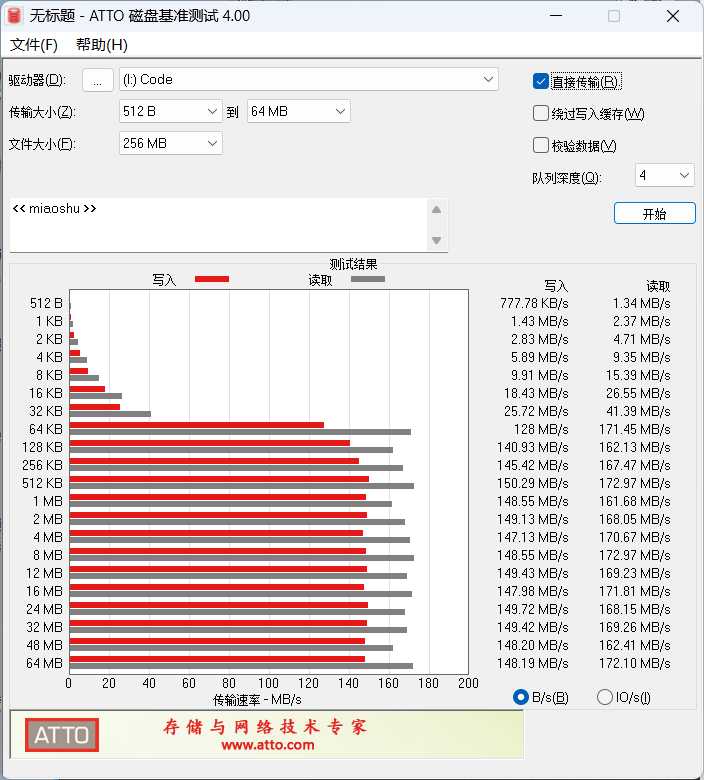 无标题 - ATTO 磁盘基准测试 4.00
文件(F) 帮助(H)
驱动器(D): ... (I:) Code
直接传输(R)
传输大小(Z): 512 B 到 64 MB
绕过写入缓存(W)
文件大小(F): 256 MB
校验数据(V)
队列深度(Q): 4
<< miaoshu >>
开始
测试结果
写入 读取 写入 读取
512 B 777.78 KB/s 1.34 MB/s
1 KB 1.43 MB/s 2.37 MB/s
2 KB 2.83 MB/s 4.71 MB/s
4 KB 5.89 MB/s 9.35 MB/s
8 KB 9.91 MB/s 15.39 MB/s
16 KB 18.43 MB/s 26.55 MB/s
32 KB 25.72 MB/s 41.39 MB/s
64 KB 128 MB/s 171.45 MB/s
128 KB 140.93 MB/s 162.13 MB/s
256 KB 145.42 MB/s 167.47 MB/s
512 KB 150.29 MB/s 172.97 MB/s
1 MB 148.55 MB/s 161.68 MB/s
2 MB 149.13 MB/s 168.05 MB/s
4 MB 147.13 MB/s 170.67 MB/s
8 MB 148.55 MB/s 172.97 MB/s
12 MB 149.43 MB/s 169.23 MB/s
16 MB 147.98 MB/s 171.81 MB/s
24 MB 149.72 MB/s 168.15 MB/s
32 MB 149.42 MB/s 169.26 MB/s
48 MB 148.20 MB/s 162.41 MB/s
64 MB 148.19 MB/s 172.10 MB/s
0 20 40 60 80 100 120 140 160 180 200
传输速率 - MB/s
B/s(B) IO/s(I)
ATTO
存储与网络技术专家
www.atto.com